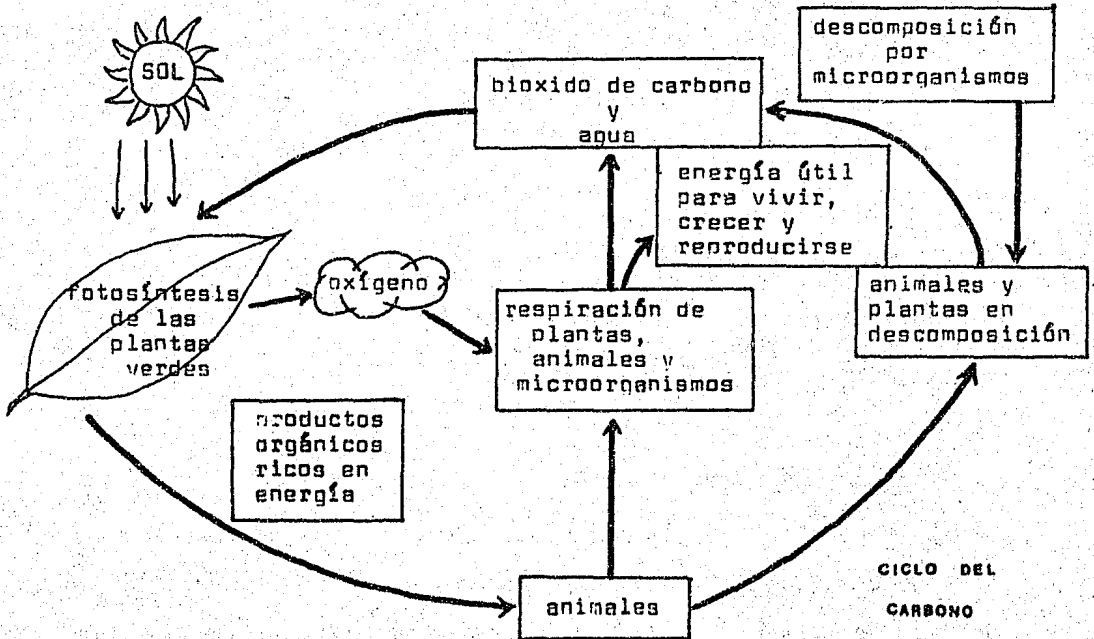 SOL
descomposición
por
microorganismos
bioxido de carbono
y
agua
energía útil
para vivir,
crecer y
reproducirse
fotosíntesis
de las
plantas
verdes
oxígeno
respiración de
plantas,
animales y
microorganismos
animales y
plantas en
descomposición
productos
orgánicos
ricos en
energía
animales
CICLO DEL
CARBONO